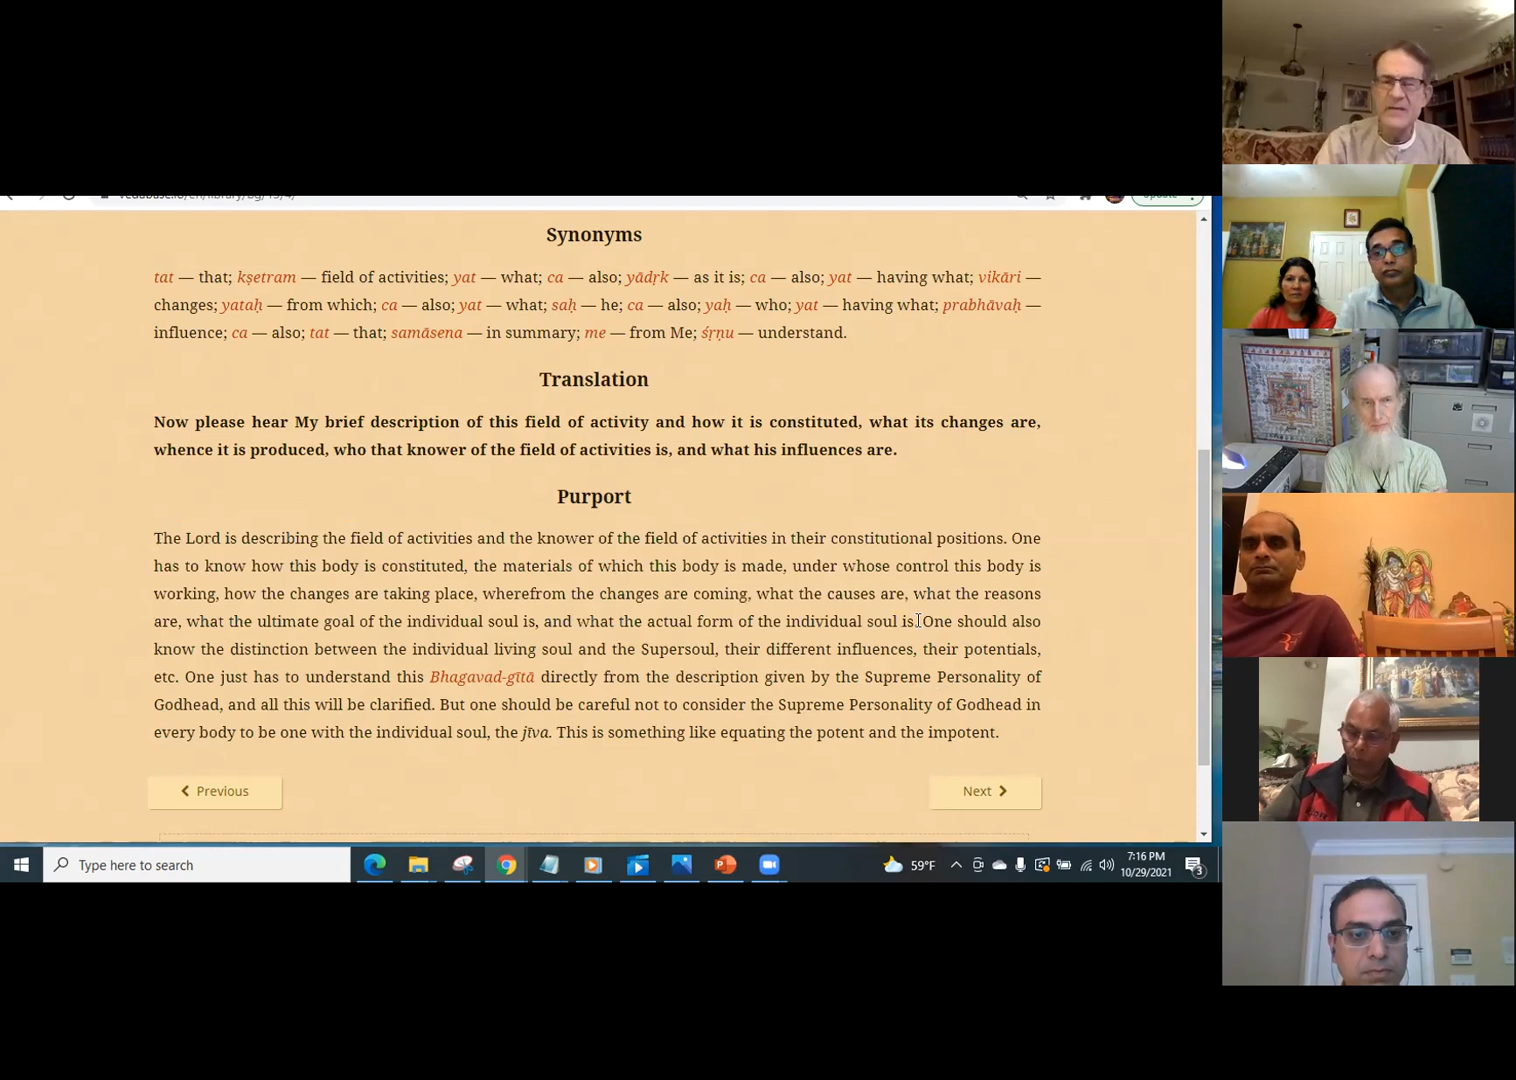 Synonyms
tat — that; kṣetram — field of activities; yat — what; ca — also; yādṛk — as it is; ca — also; yat — having what; vikāri —
changes; yataḥ — from which; ca — also; yat — what; saḥ — he; ca — also; yaḥ — who; yat — having what; prabhāvaḥ —
influence; ca — also; tat — that; samāsena — in summary; me — from Me; śṛṇu — understand.
Translation
Now please hear My brief description of this field of activity and how it is constituted, what its changes are,
whence it is produced, who that knower of the field of activities is, and what his influences are.
Purport
The Lord is describing the field of activities and the knower of the field of activities in their constitutional positions. One
has to know how this body is constituted, the materials of which this body is made, under whose control this body is
working, how the changes are taking place, wherefrom the changes are coming, what the causes are, what the reasons
are, what the ultimate goal of the individual soul is, and what the actual form of the individual soul is. One should also
know the distinction between the individual living soul and the Supersoul, their different influences, their potentials,
etc. One just has to understand this Bhagavad-gītā directly from the description given by the Supreme Personality of
Godhead, and all this will be clarified. But one should be careful not to consider the Supreme Personality of Godhead in
every body to be one with the individual soul, the jīva. This is something like equating the potent and the impotent.
Previous
Next
Type here to search
59°F
7:16 PM
10/29/2021
3